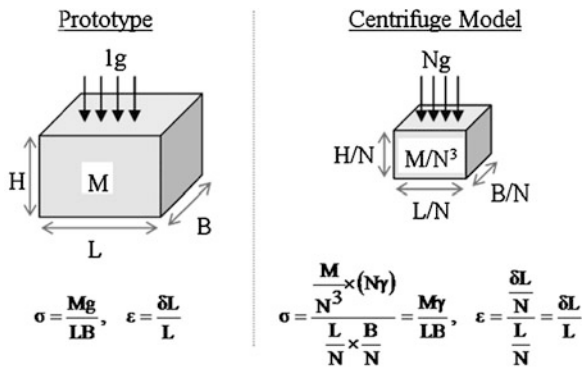 Prototype
1g
H
M
L
B
σ = Mg/LB, ε = δL/L
Centrifuge Model
Ng
H/N
M/N³
L/N
B/N
σ = (M/N³ × (Nγ))/(L/N × B/N) = Mγ/LB, ε = (δL/N)/(L/N) = δL/L